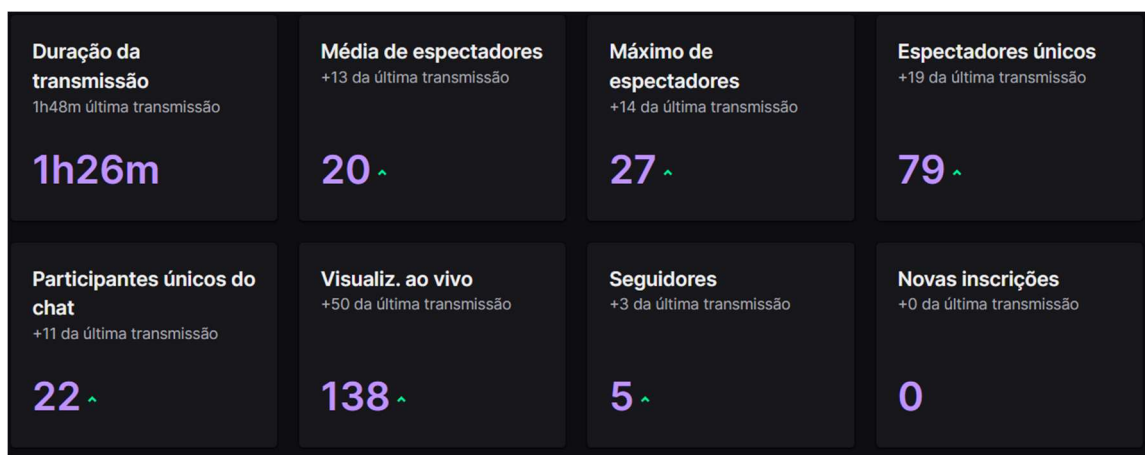 Duração da
transmissão
1h48m última transmissão
1h26m
Média de espectadores
+13 da última transmissão
20
Máximo de
espectadores
+14 da última transmissão
27
Espectadores únicos
+19 da última transmissão
79
Participantes únicos do
chat
+11 da última transmissão
22
Visualiz. ao vivo
+50 da última transmissão
138
Seguidores
+3 da última transmissão
5
Novas inscrições
+0 da última transmissão
0